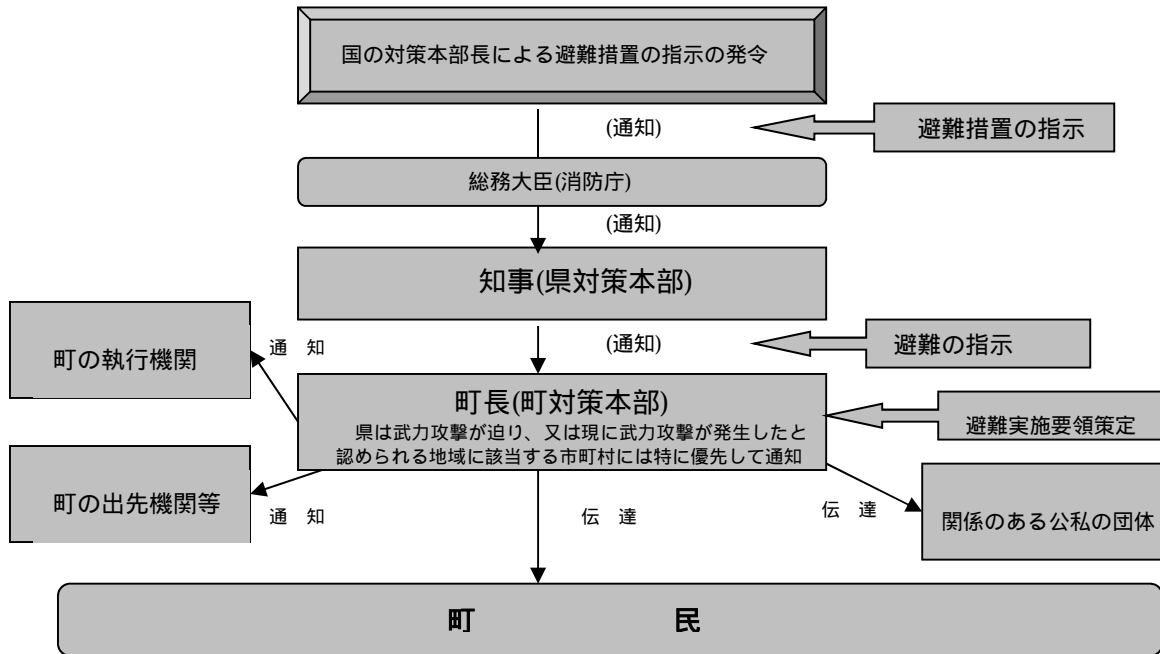 国の対策本部長による避難措置の指示の発令
(通知)
避難措置の指示
総務大臣(消防庁)
(通知)
知事(県対策本部)
(通知)
避難の指示
町の執行機関
通 知
町長(町対策本部)
県は武力攻撃が迫り、又は現に武力攻撃が発生したと
認められる地域に該当する市町村には特に優先して通知
避難実施要領策定
町の出先機関等
通 知
伝 達
伝 達
関係のある公私の団体
町 民